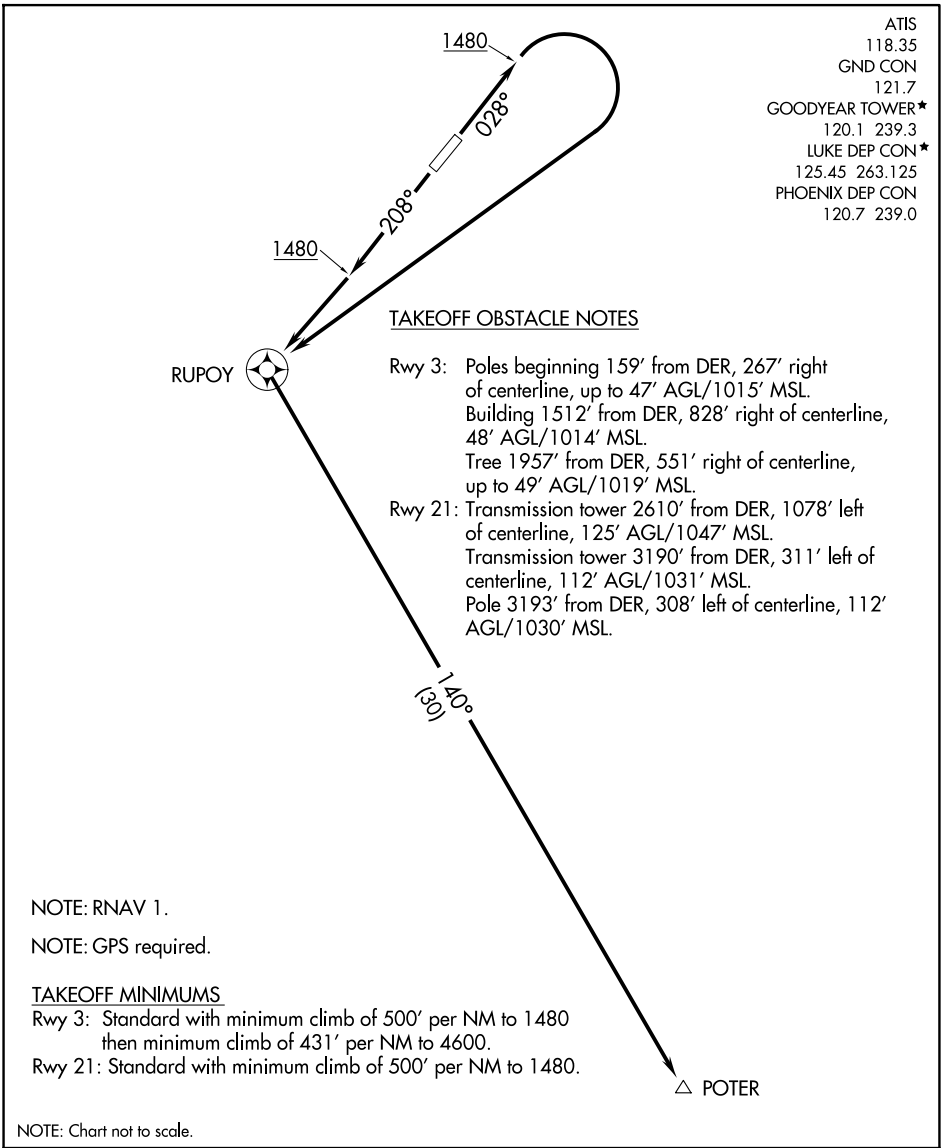 ATIS
118.35
GND CON
121.7
GOODYEAR TOWER★
120.1 239.3
LUKE DEP CON★
125.45 263.125
PHOENIX DEP CON
120.7 239.0
1480
028°
208°
1480
RUPOY
TAKEOFF OBSTACLE NOTES
Rwy 3: Poles beginning 159' from DER, 267' right
of centerline, up to 47' AGL/1015' MSL.
Building 1512' from DER, 828' right of centerline,
48' AGL/1014' MSL.
Tree 1957' from DER, 551' right of centerline,
up to 49' AGL/1019' MSL.
Rwy 21: Transmission tower 2610' from DER, 1078' left
of centerline, 125' AGL/1047' MSL.
Transmission tower 3190' from DER, 311' left of
centerline, 112' AGL/1031' MSL.
Pole 3193' from DER, 308' left of centerline, 112'
AGL/1030' MSL.
140°
(30)
NOTE: RNAV 1.
NOTE: GPS required.
TAKEOFF MINIMUMS
Rwy 3: Standard with minimum climb of 500' per NM to 1480
then minimum climb of 431' per NM to 4600.
Rwy 21: Standard with minimum climb of 500' per NM to 1480.
POTER
NOTE: Chart not to scale.